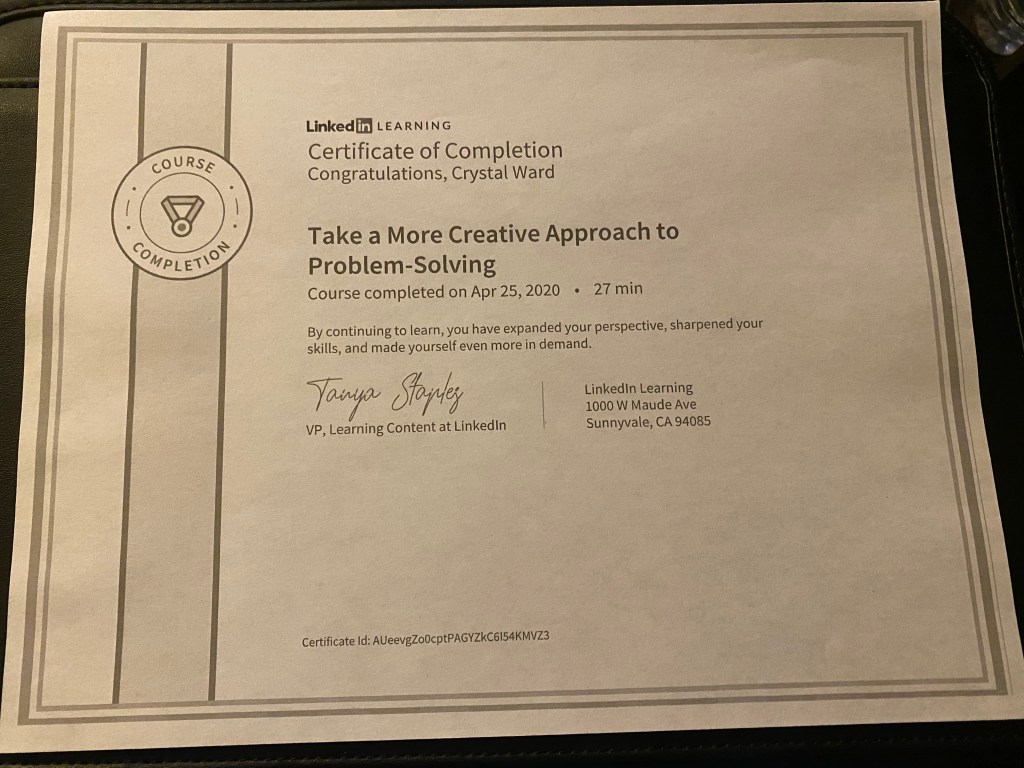 LinkedIn LEARNING
Certificate of Completion
Congratulations, Crystal Ward
COURSE
COMPLETION
Take a More Creative Approach to
Problem-Solving
Course completed on Apr 25, 2020 • 27 min
By continuing to learn, you have expanded your perspective, sharpened your
skills, and made yourself even more in demand.
Tanya Staples
VP, Learning Content at LinkedIn
LinkedIn Learning
1000 W Maude Ave
Sunnyvale, CA 94085
Certificate Id: AUeevgZo0cptPAGYZkC6I54KMVZ3